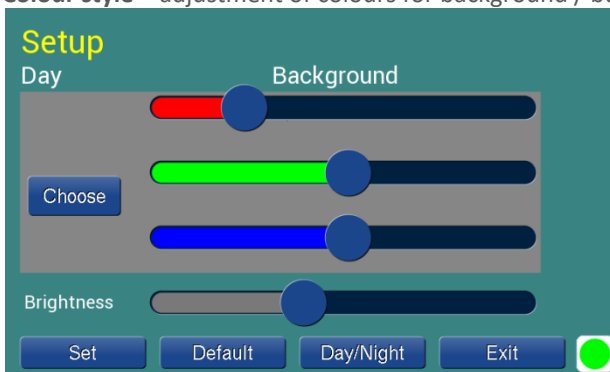 Colour style – adjustment of colours for background / b
Setup
Day Background
Choose
Brightness
Set Default Day/Night Exit